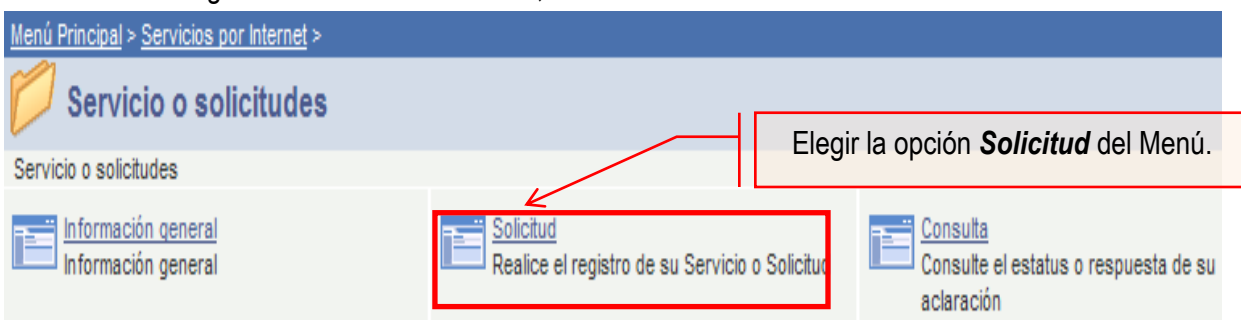 Menú Principal > Servicios por Internet >
Servicio o solicitudes
Elegir la opción Solicitud del Menú.
Servicio o solicitudes
Información general
Información general
Solicitud
Realice el registro de su Servicio o Solicitud
Consulta
Consulte el estatus o respuesta de su
aclaración